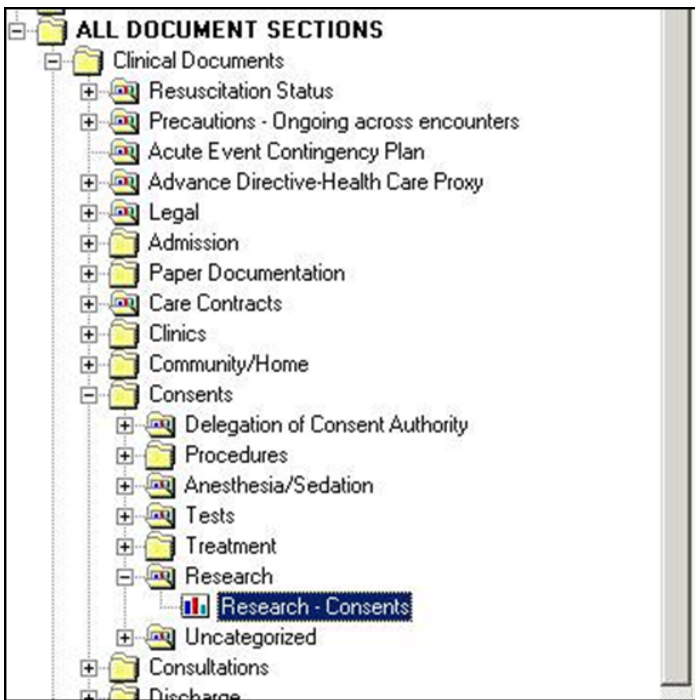 ALL DOCUMENT SECTIONS
Clinical Documents
Resuscitation Status
Precautions - Ongoing across encounters
Acute Event Contingency Plan
Advance Directive-Health Care Proxy
Legal
Admission
Paper Documentation
Care Contracts
Clinics
Community/Home
Consents
Delegation of Consent Authority
Procedures
Anesthesia/Sedation
Tests
Treatment
Research
Research - Consents
Uncategorized
Consultations
Discharge